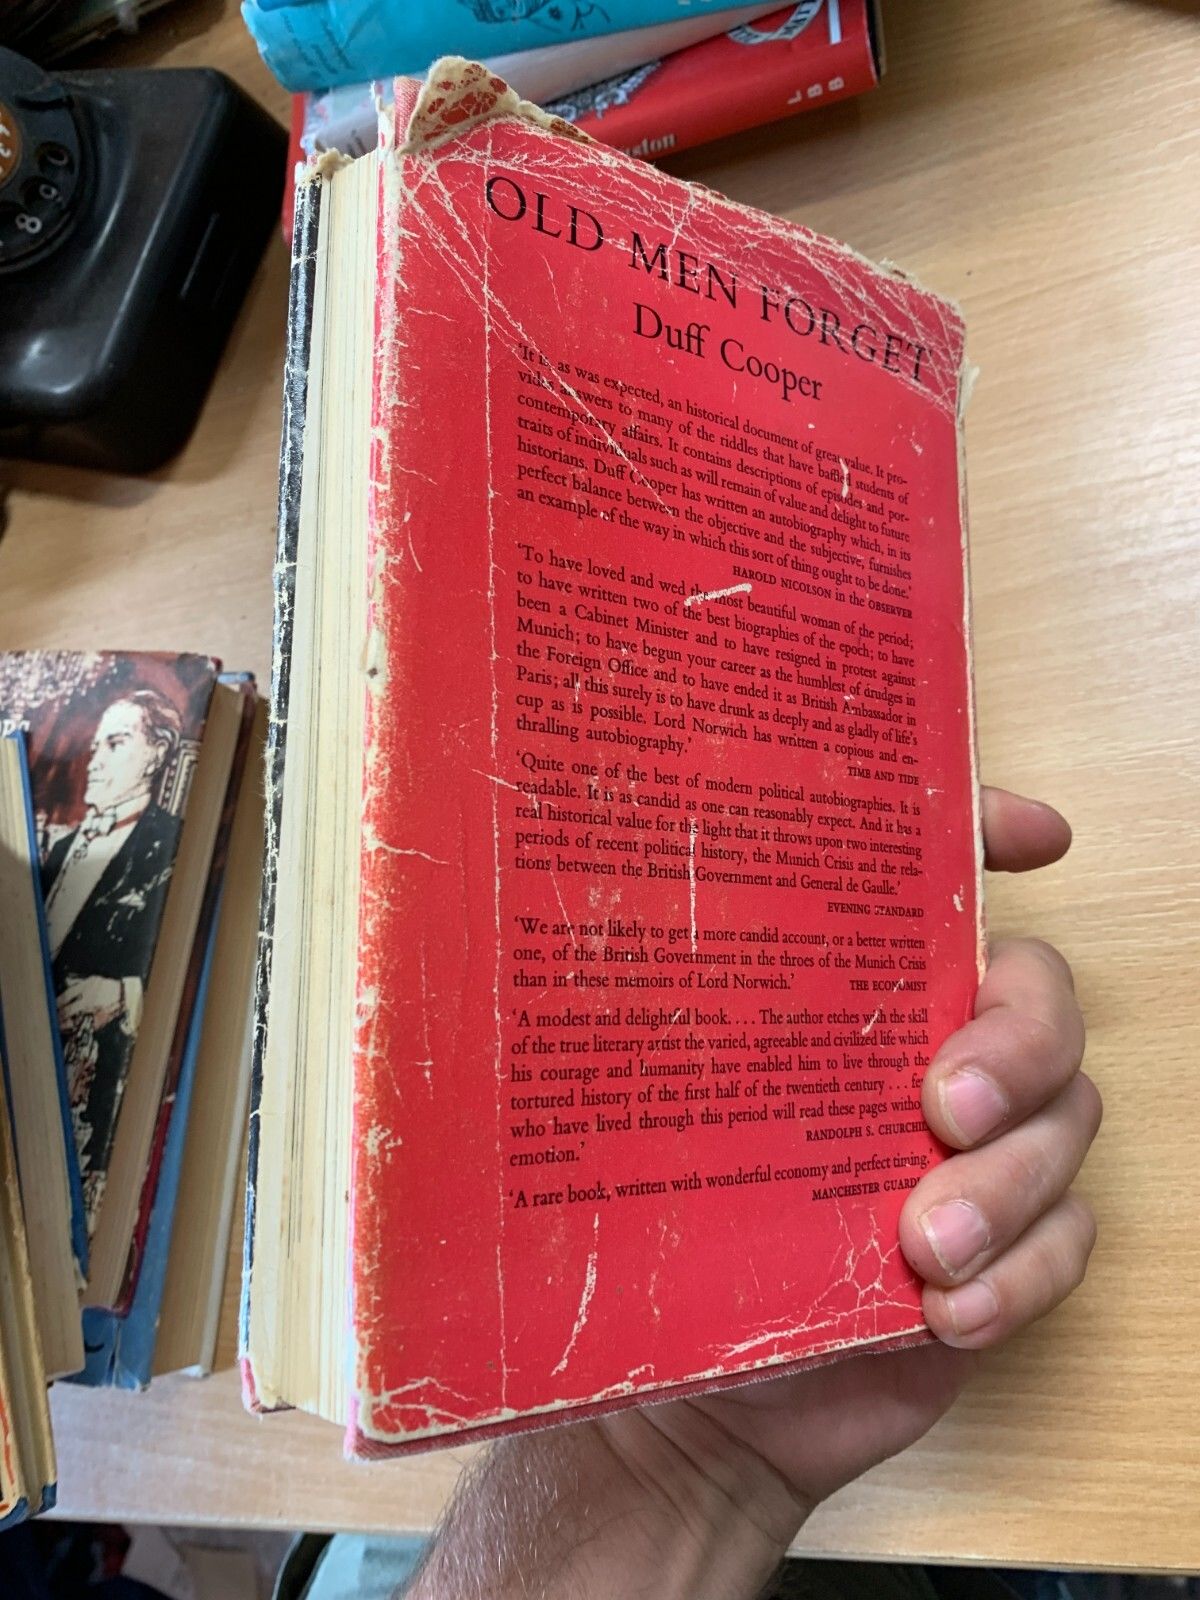 LBB
OLD MEN FORGET
Duff Cooper
'It is, as was expected, an historical document of great value. It pro-
vides answers to many of the riddles that have baffled students of
contemporary affairs. It contains descriptions of episodes and por-
traits of individuals such as will remain of value and delight to future
historians. Duff Cooper has written an autobiography which, in its
perfect balance between the objective and the subjective, furnishes
an example of the way in which this sort of thing ought to be done.'
HAROLD NICOLSON in the OBSERVER
'To have loved and wed the most beautiful woman of the period;
to have written two of the best biographies of the epoch; to have
been a Cabinet Minister and to have resigned in protest against
Munich; to have begun your career as the humblest of drudges in
the Foreign Office and to have ended it as British Ambassador in
Paris; all this surely is to have drunk as deeply and as gladly of life's
cup as is possible. Lord Norwich has written a copious and en-
thralling autobiography.'
TIME AND TIDE
'Quite one of the best of modern political autobiographies. It is
readable. It is as candid as one can reasonably expect. And it has a
real historical value for the light that it throws upon two interesting
periods of recent political history, the Munich Crisis and the rela-
tions between the British Government and General de Gaulle.'
EVENING STANDARD
'We are not likely to get a more candid account, or a better written
one, of the British Government in the throes of the Munich Crisis
than in these memoirs of Lord Norwich.' THE ECONOMIST
'A modest and delightful book.... The author etches with the skill
of the true literary artist the varied, agreeable and civilized life which
his courage and humanity have enabled him to live through the
tortured history of the first half of the twentieth century ... few
who have lived through this period will read these pages witho
emotion.' RANDOLPH S. CHURCHIL
'A rare book, written with wonderful economy and perfect timing.'
MANCHESTER GUARD